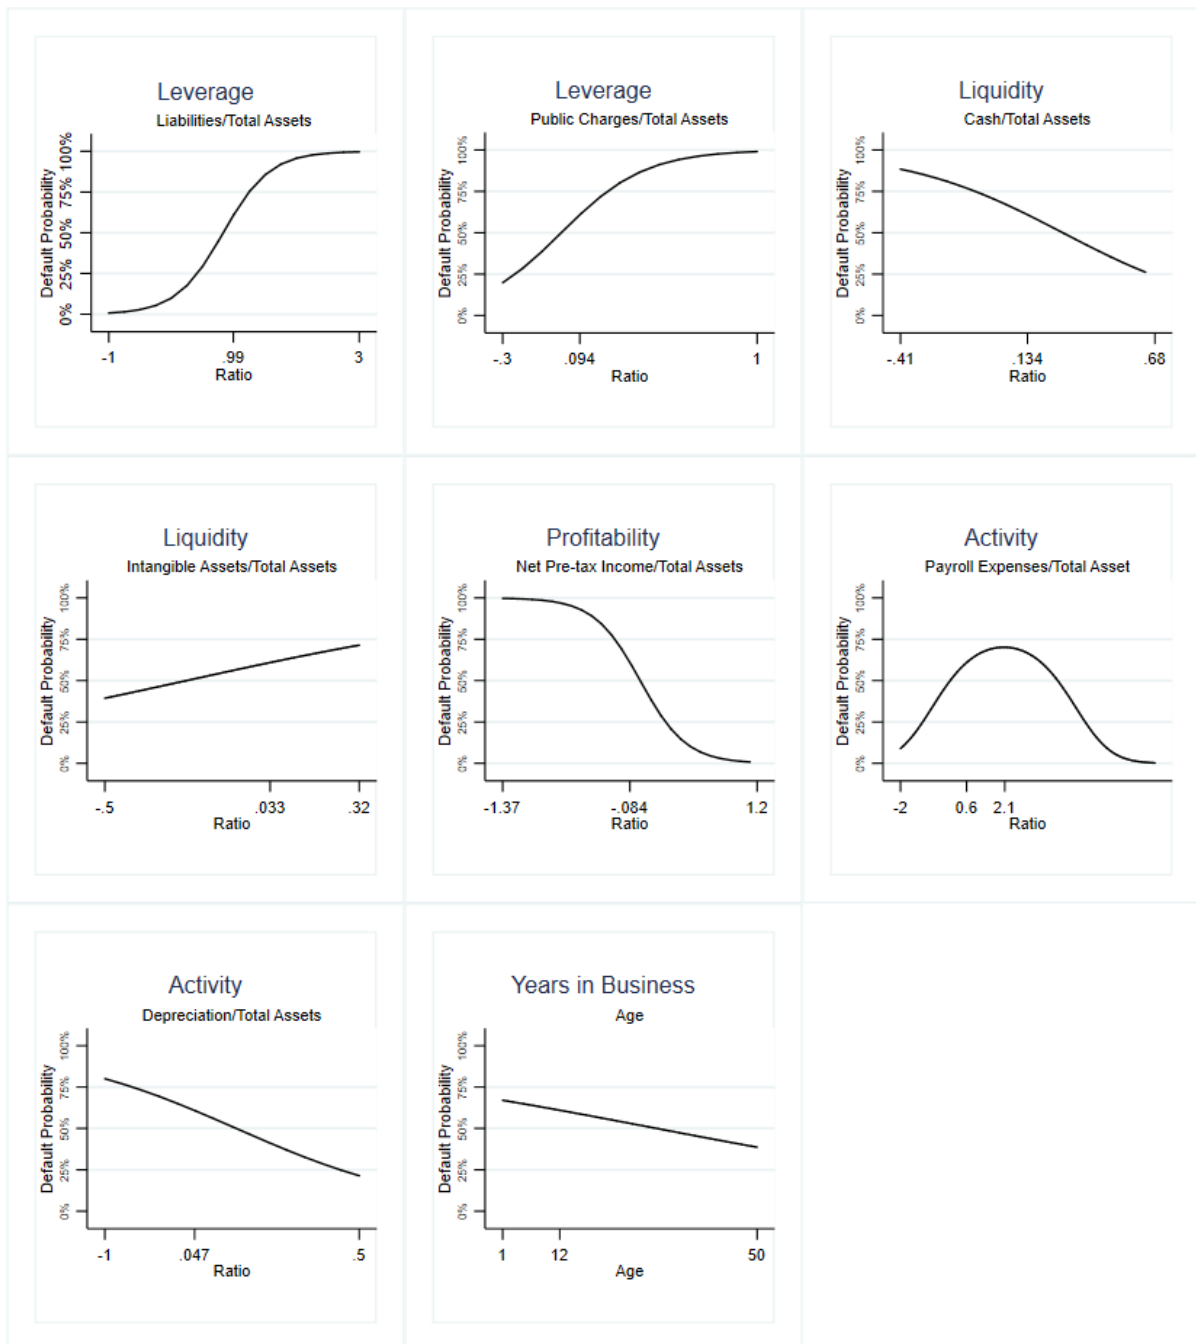 Leverage
Liabilities/Total Assets
Default Probability
100%
75%
50%
25%
0%
-1
.99
3
Ratio
Leverage
Public Charges/Total Assets
Default Probability
100%
75%
50%
25%
0%
-.3
.094
1
Ratio
Liquidity
Cash/Total Assets
Default Probability
100%
75%
50%
25%
0%
-.41
.134
.68
Ratio
Liquidity
Intangible Assets/Total Assets
Default Probability
100%
75%
50%
25%
0%
-.5
.033
.32
Ratio
Profitability
Net Pre-tax Income/Total Assets
Default Probability
100%
75%
50%
25%
0%
-1.37
-.084
1.2
Ratio
Activity
Payroll Expenses/Total Asset
Default Probability
100%
75%
50%
25%
0%
-2
0.6
2.1
Ratio
Activity
Depreciation/Total Assets
Default Probability
100%
75%
50%
25%
0%
-1
.047
.5
Ratio
Years in Business
Age
Default Probability
100%
75%
50%
25%
0%
1
12
50
Age